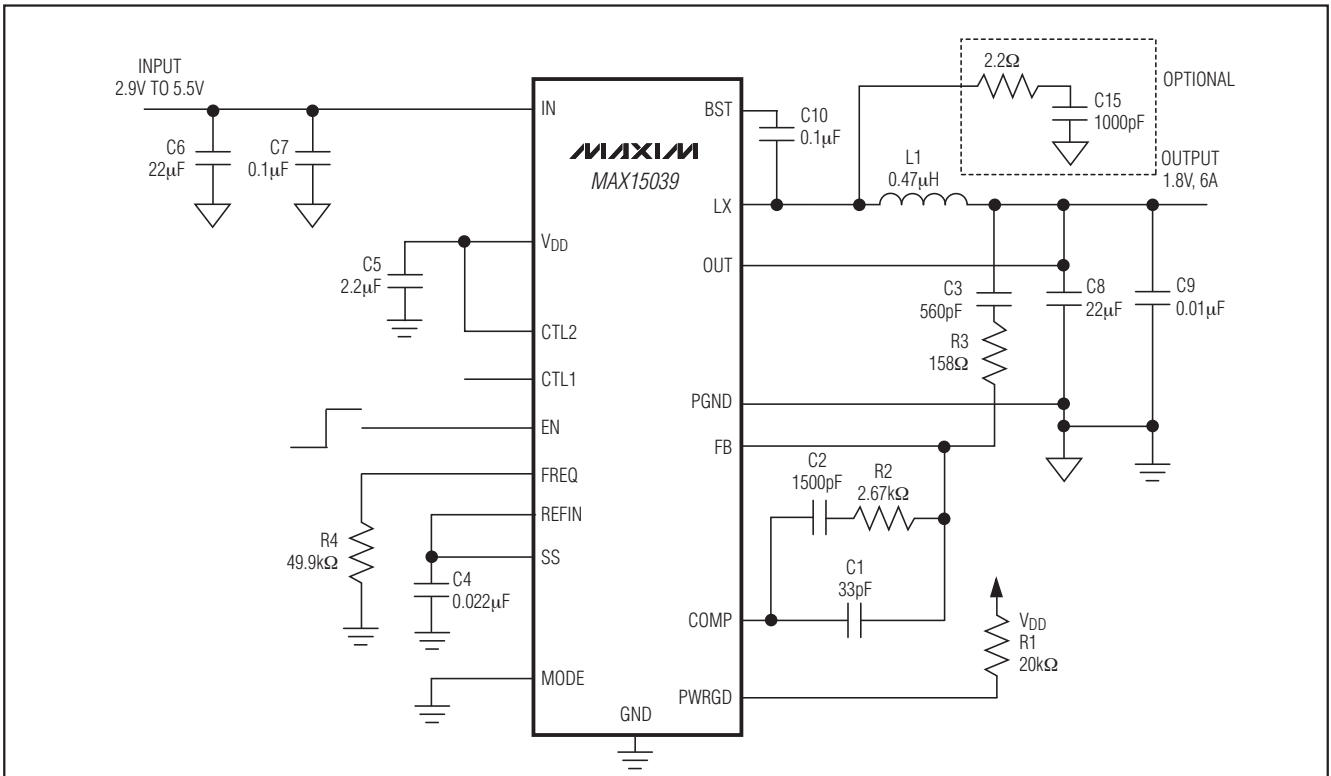 INPUT
2.9V TO 5.5V
C6
22µF
C7
0.1µF
IN
BST
C10
0.1µF
2.2Ω
C15
1000pF
OPTIONAL
MAXIM
MAX15039
L1
0.47µH
OUTPUT
1.8V, 6A
LX
VDD
C5
2.2µF
OUT
C3
560pF
C8
22µF
C9
0.01µF
CTL2
R3
158Ω
CTL1
PGND
EN
FB
FREQ
C2
1500pF
R2
2.67kΩ
REFIN
R4
49.9kΩ
SS
C4
0.022µF
C1
33pF
COMP
VDD
R1
20kΩ
MODE
PWRGD
GND